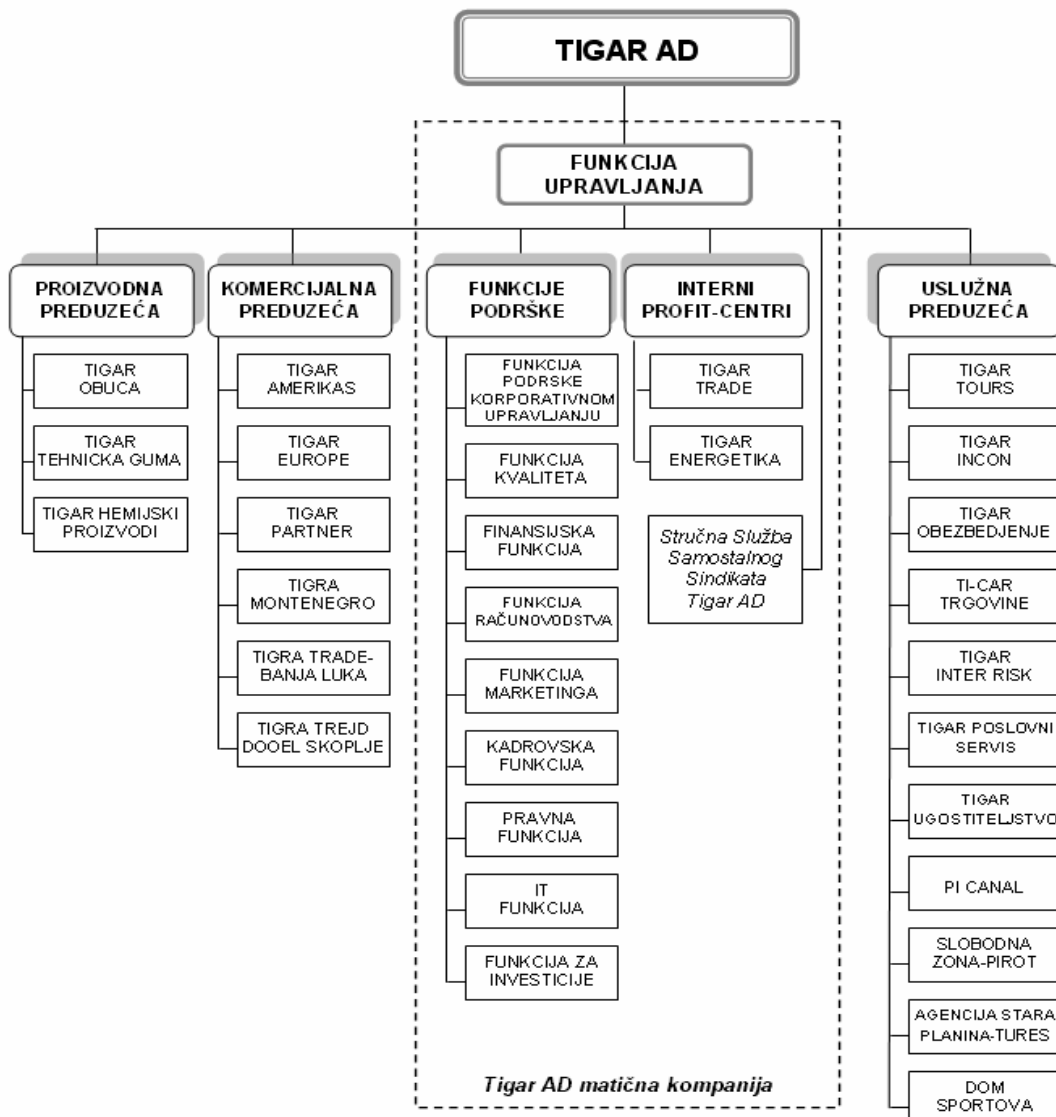 TIGAR AD
FUNKCIJA
UPRAVLJANJA
PROIZVODNA
PREDUZEĆA
TIGAR
OBUCA
TIGAR
TEHNICKA GUMA
TIGAR HEMIJSKI
PROIZVODI
KOMERCIJALNA
PREDUZEĆA
TIGAR
AMERIKAS
TIGAR
EUROPE
TIGAR
PARTNER
TIGRA
MONTENEGRO
TIGRA TRADE-
BANJA LUKA
TIGRA TREJD
DOOEL SKOPLJE
FUNKCIJE
PODRŠKE
FUNKCIJA
PODRSKE
KORPORATIVNOM
UPRAVLJANJU
FUNKCIJA
KVALITETA
FINANSIJSKA
FUNKCIJA
FUNKCIJA
RAČUNOVODSTVA
FUNKCIJA
MARKETINGA
KADROVSKA
FUNKCIJA
PRAVNA
FUNKCIJA
IT
FUNKCIJA
FUNKCIJA ZA
INVESTICIJE
INTERNI
PROFIT-CENTRI
TIGAR
TRADE
TIGAR
ENERGETIKA
Stručna Služba
Samostalnog
Sindikata
Tigar AD
USLUŽNA
PREDUZEĆA
TIGAR
TOURS
TIGAR
INCON
TIGAR
OBEZBEDJENJE
TI-CAR
TRGOVINE
TIGAR
INTER RISK
TIGAR POSLOVNI
SERVIS
TIGAR
UGOSTITELJSTVO
PI CANAL
SLOBODNA
ZONA-PIROT
AGENCIJA STARA
PLANINA-TURES
DOM
SPORTOVA
Tigar AD matična kompanija